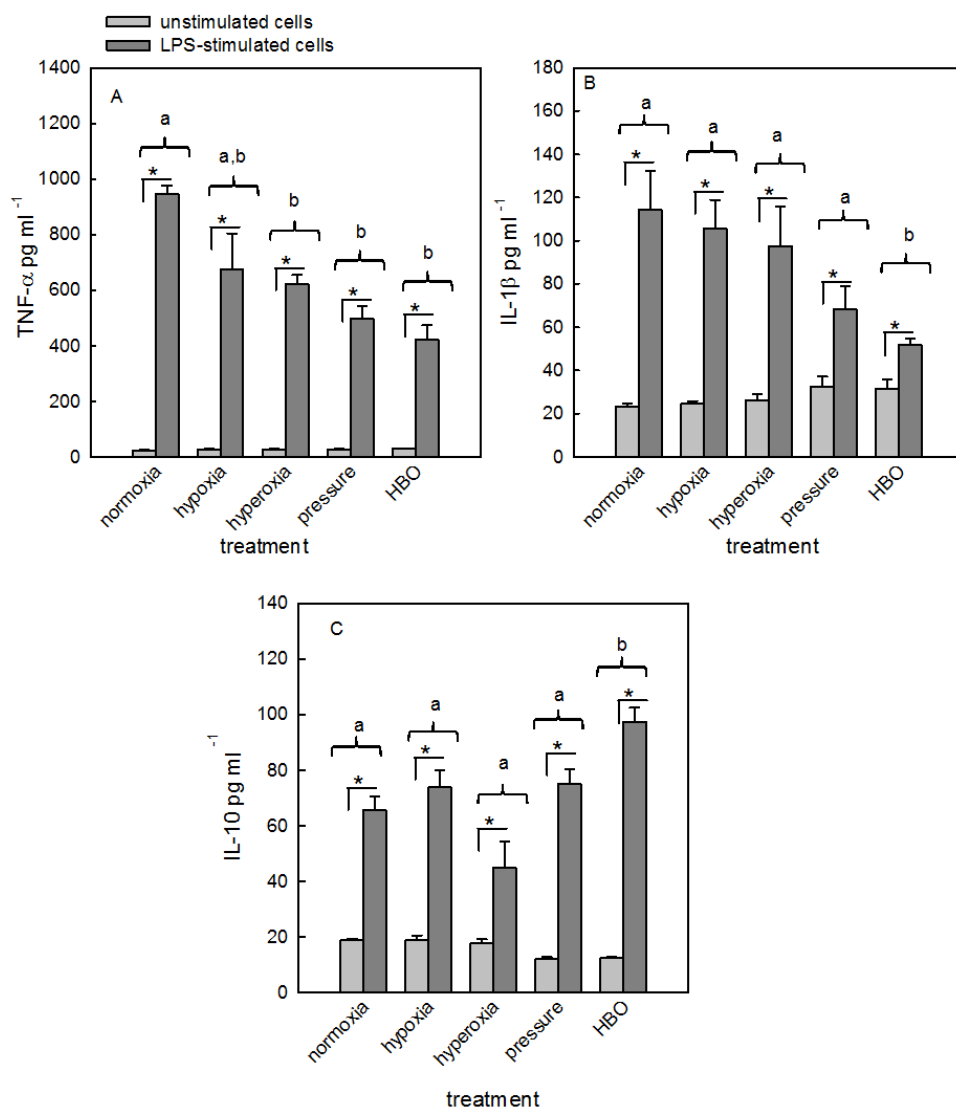 unstimulated cells
LPS-stimulated cells
A
TNF-α pg ml -1
1400
1200
1000
800
600
400
200
0
a
a,b
b
b
b
* * * * *
normoxia hypoxia hyperoxia pressure HBO
treatment
B
IL-1β pg ml -1
180
160
140
120
100
80
60
40
20
0
a
a
a
a
b
* * * * *
normoxia hypoxia hyperoxia pressure HBO
treatment
C
IL-10 pg ml -1
140
120
100
80
60
40
20
0
a
a
a
a
b
* * * * *
normoxia hypoxia hyperoxia pressure HBO
treatment